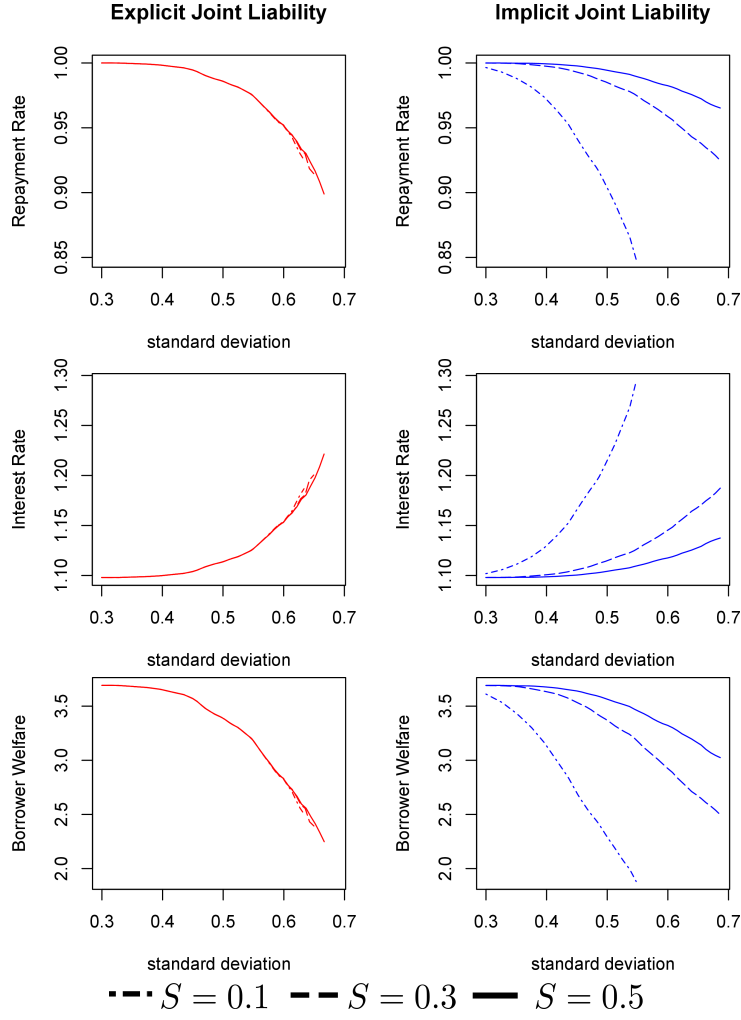 Explicit Joint Liability
Implicit Joint Liability
Repayment Rate
1.00
0.95
0.90
0.85
0.3 0.4 0.5 0.6 0.7
standard deviation
Repayment Rate
1.00
0.95
0.90
0.85
0.3 0.4 0.5 0.6 0.7
standard deviation
Interest Rate
1.30
1.25
1.20
1.15
1.10
0.3 0.4 0.5 0.6 0.7
standard deviation
Interest Rate
1.30
1.25
1.20
1.15
1.10
0.3 0.4 0.5 0.6 0.7
standard deviation
Borrower Welfare
3.5
3.0
2.5
2.0
0.3 0.4 0.5 0.6 0.7
standard deviation
Borrower Welfare
3.5
3.0
2.5
2.0
0.3 0.4 0.5 0.6 0.7
standard deviation
S = 0.1 S = 0.3 S = 0.5